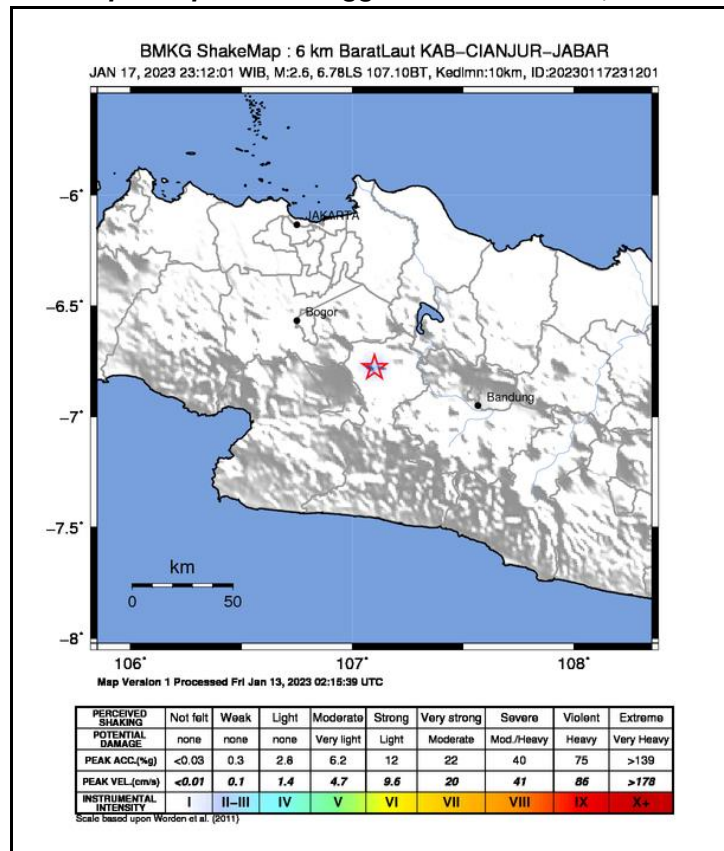 BMKG ShakeMap : 6 km BaratLaut KAB-CIANJUR-JABAR
JAN 17, 2023 23:12:01 WIB, M:2.6, 6.78LS 107.10BT, Kedlmn:10km, ID:20230117231201
-6°
-6.5°
-7°
-7.5°
-8°
JAKARTA
Bogor
Bandung
km
0 50
106° 107° 108°
Map Version 1 Processed Fri Jan 13, 2023 02:15:39 UTC
PERCEIVED SHAKING Not felt Weak Light Moderate Strong Very strong Severe Violent Extreme
POTENTIAL DAMAGE none none none Very light Light Moderate Mod./Heavy Heavy Very Heavy
PEAK ACC.(%g) <0.03 0.3 2.8 6.2 12 22 40 75 >139
PEAK VEL.(cm/s) <0.01 0.1 1.4 4.7 9.6 20 41 86 >178
INSTRUMENTAL INTENSITY I II-III IV V VI VII VIII IX X+
Scale based upon Worden et al. (2011)